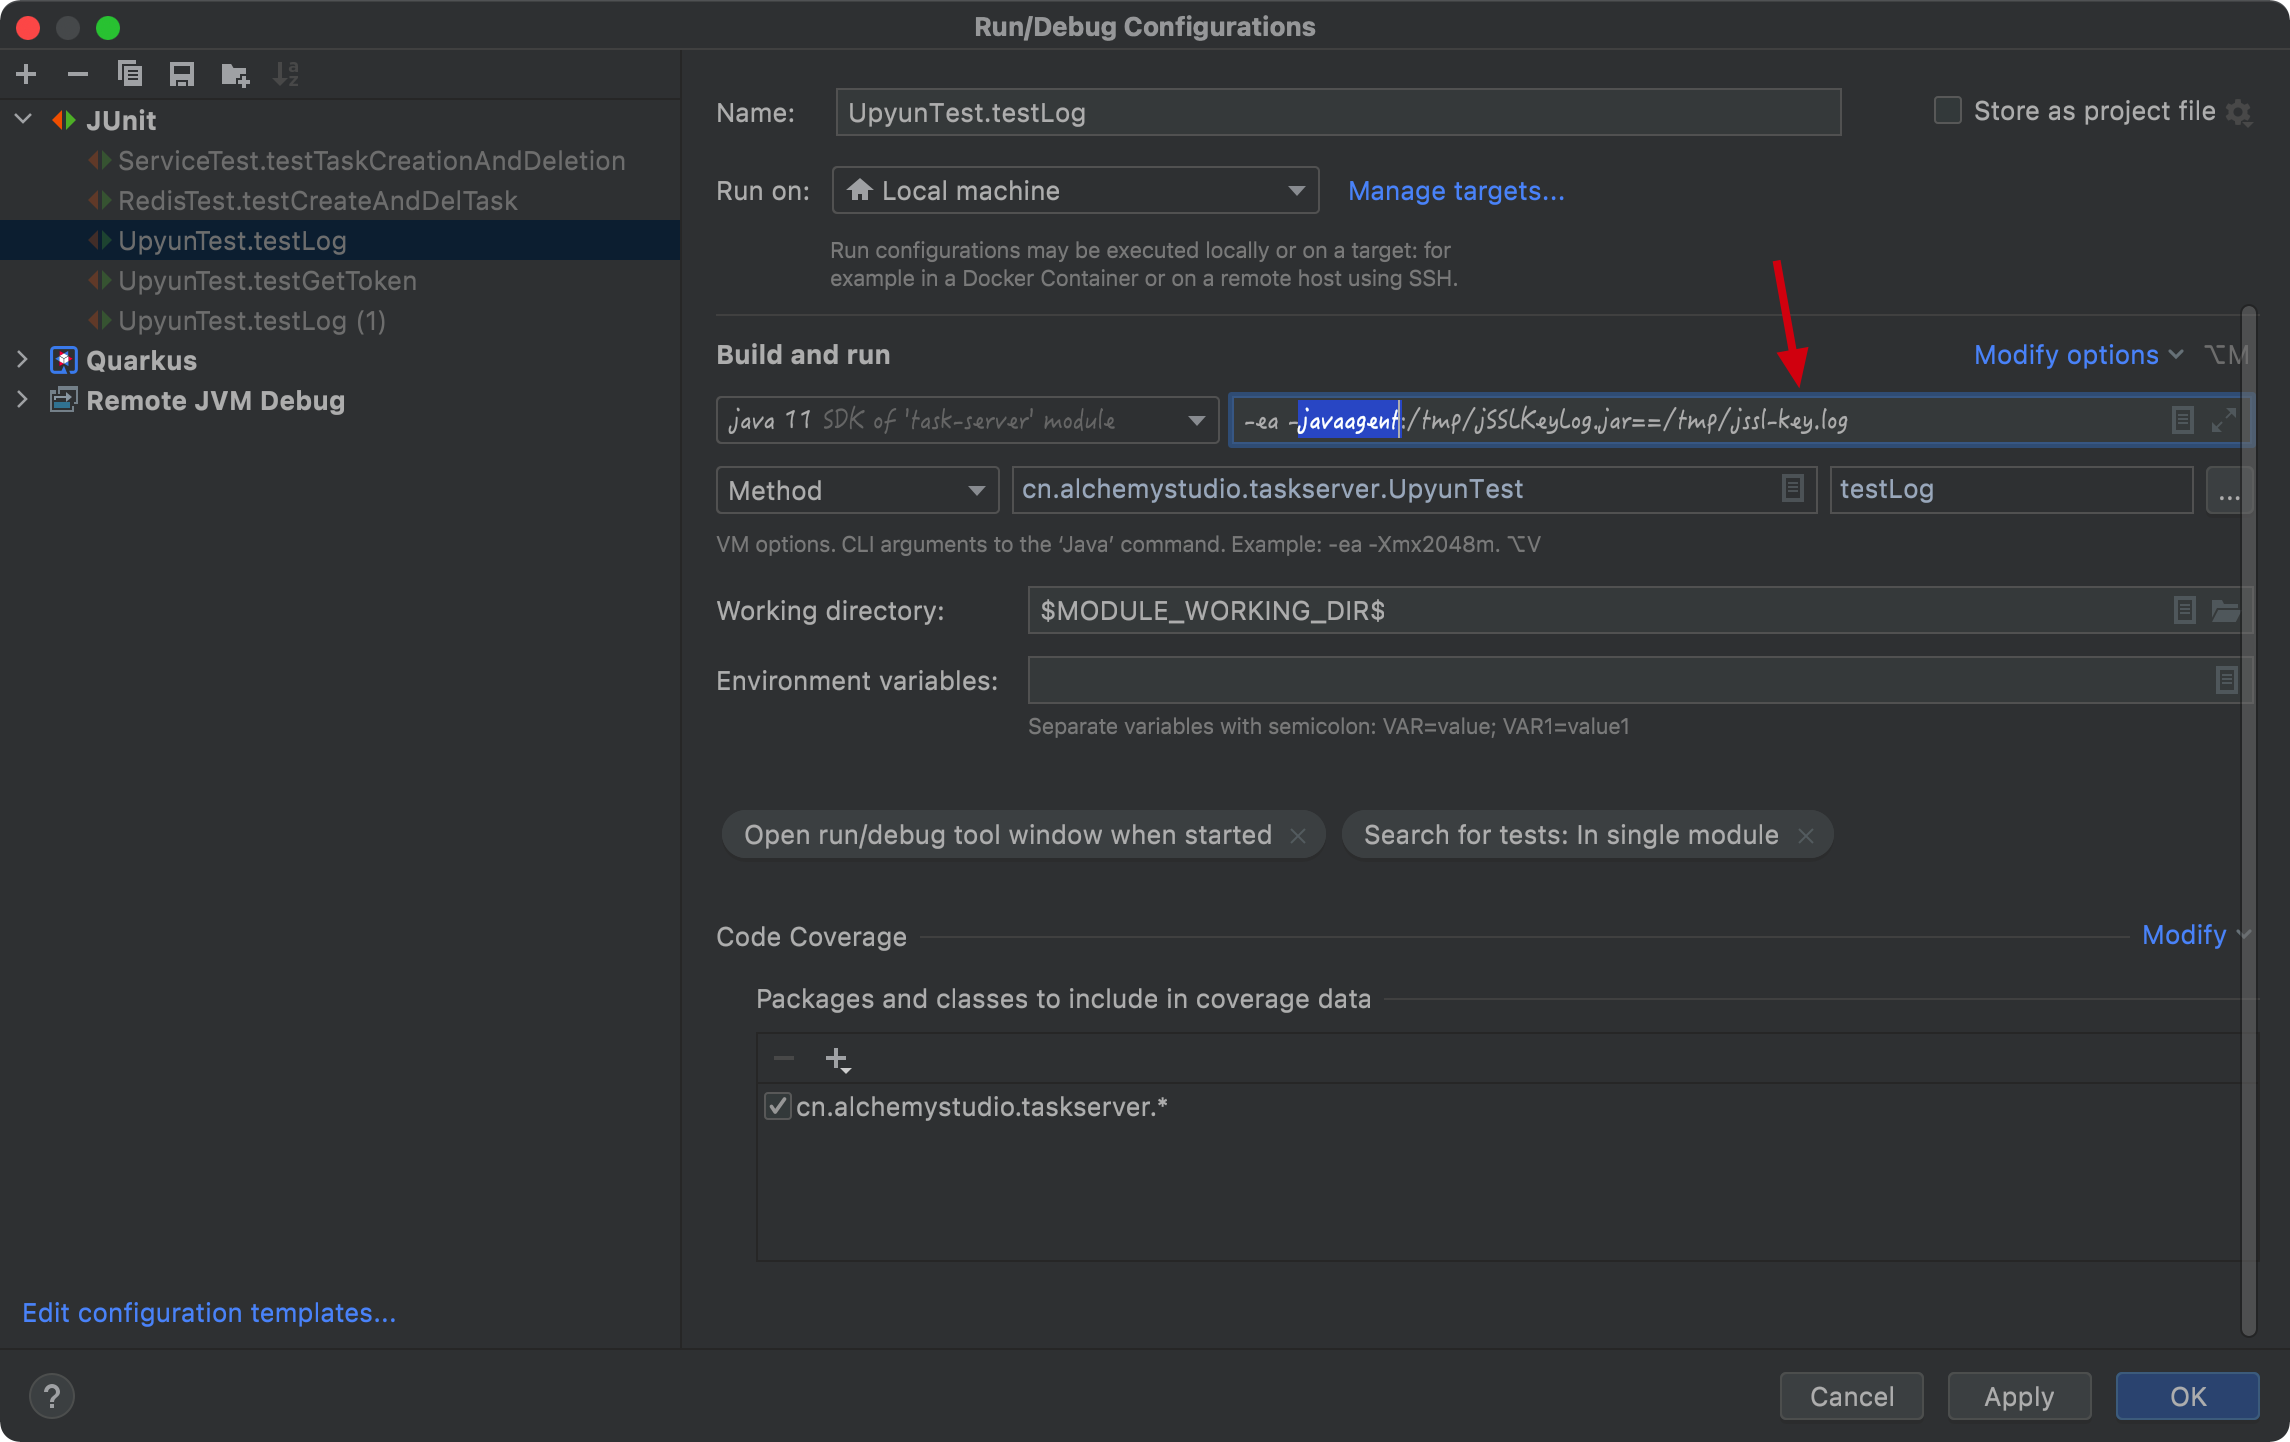 Run/Debug Configurations
JUnit
ServiceTest.testTaskCreationAndDeletion
RedisTest.testCreateAndDelTask
UpyunTest.testLog
UpyunTest.testGetToken
UpyunTest.testLog (1)
Quarkus
Remote JVM Debug
Edit configuration templates...
Name: UpyunTest.testLog Store as project file
Run on: Local machine Manage targets...
Run configurations may be executed locally or on a target: for
example in a Docker Container or on a remote host using SSH.
Build and run Modify options ⌥M
java 11 SDK of 'task-server' module -ea -javaagent:/tmp/jSSLKeyLog.jar==/tmp/jssl-key.log
Method cn.alchemystudio.taskserver.UpyunTest testLog ...
VM options. CLI arguments to the ‘Java’ command. Example: -ea -Xmx2048m. ⌥V
Working directory: $MODULE_WORKING_DIR$
Environment variables:
Separate variables with semicolon: VAR=value; VAR1=value1
Open run/debug tool window when started × Search for tests: In single module ×
Code Coverage Modify
Packages and classes to include in coverage data
cn.alchemystudio.taskserver.*
? Cancel Apply OK